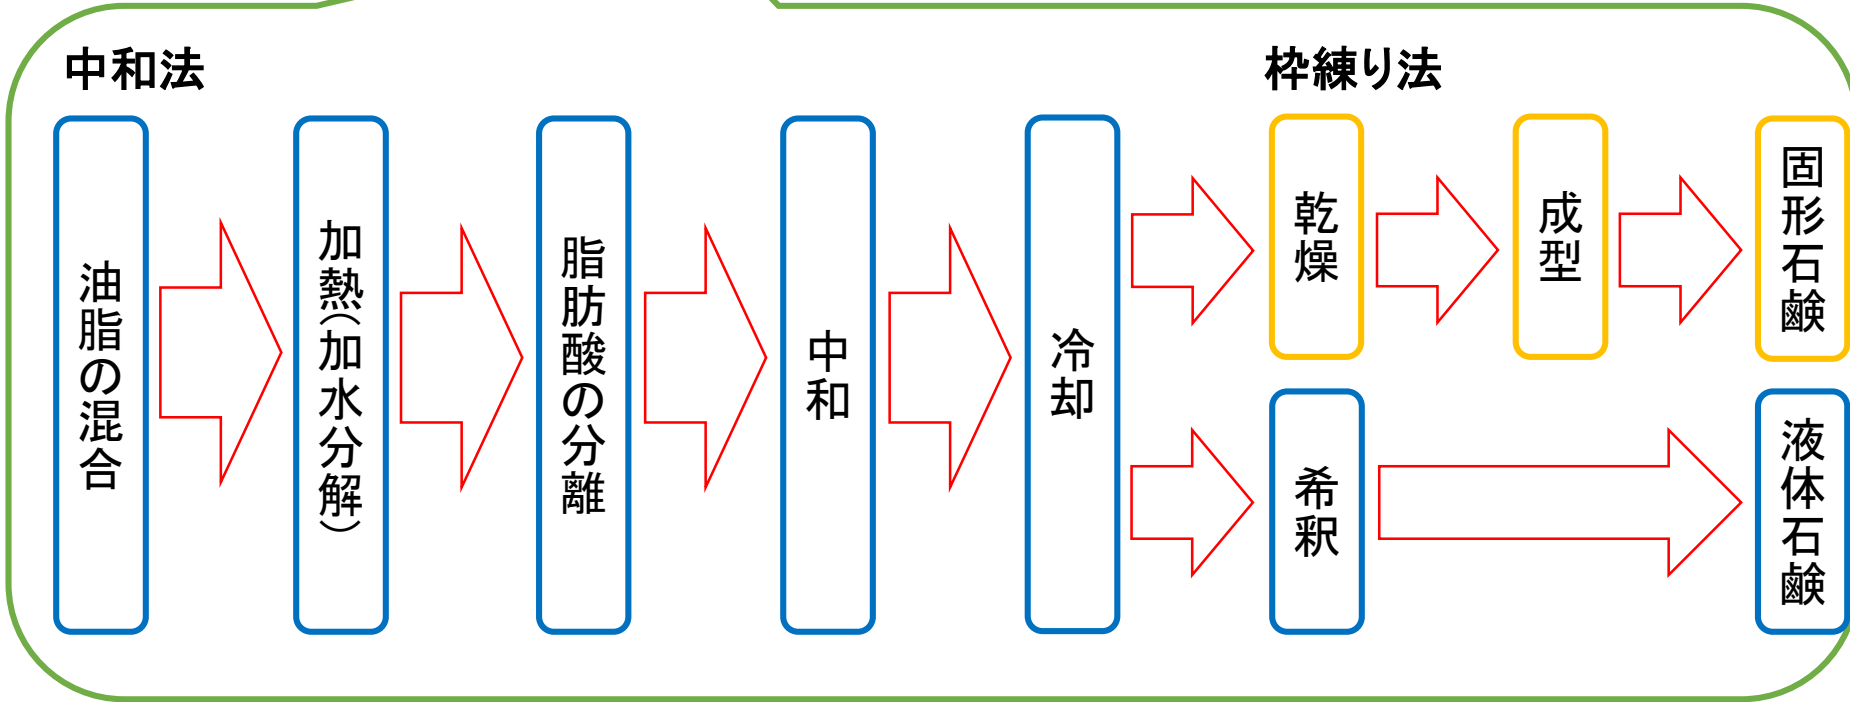 中和法
枠練り法
油脂の混合
加熱(加水分解)
脂肪酸の分離
中和
冷却
乾燥
成型
固形石鹸
希釈
液体石鹸